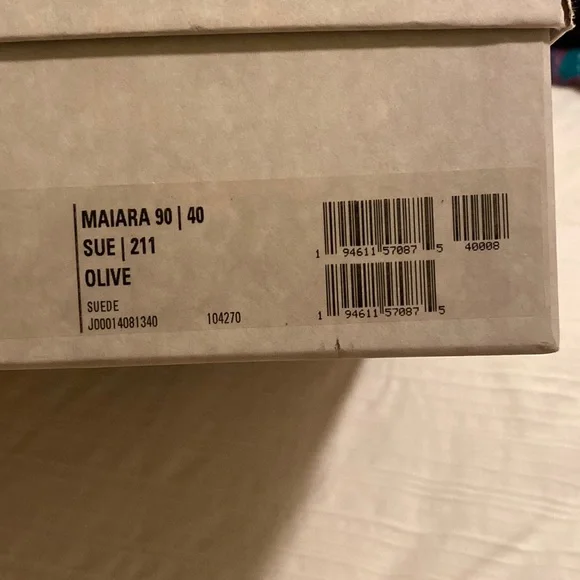 MAIARA 90 | 40
SUE | 211
OLIVE
SUEDE
J00014081340 104270
1 94611 57087 5
40008
1 94611 57087 5